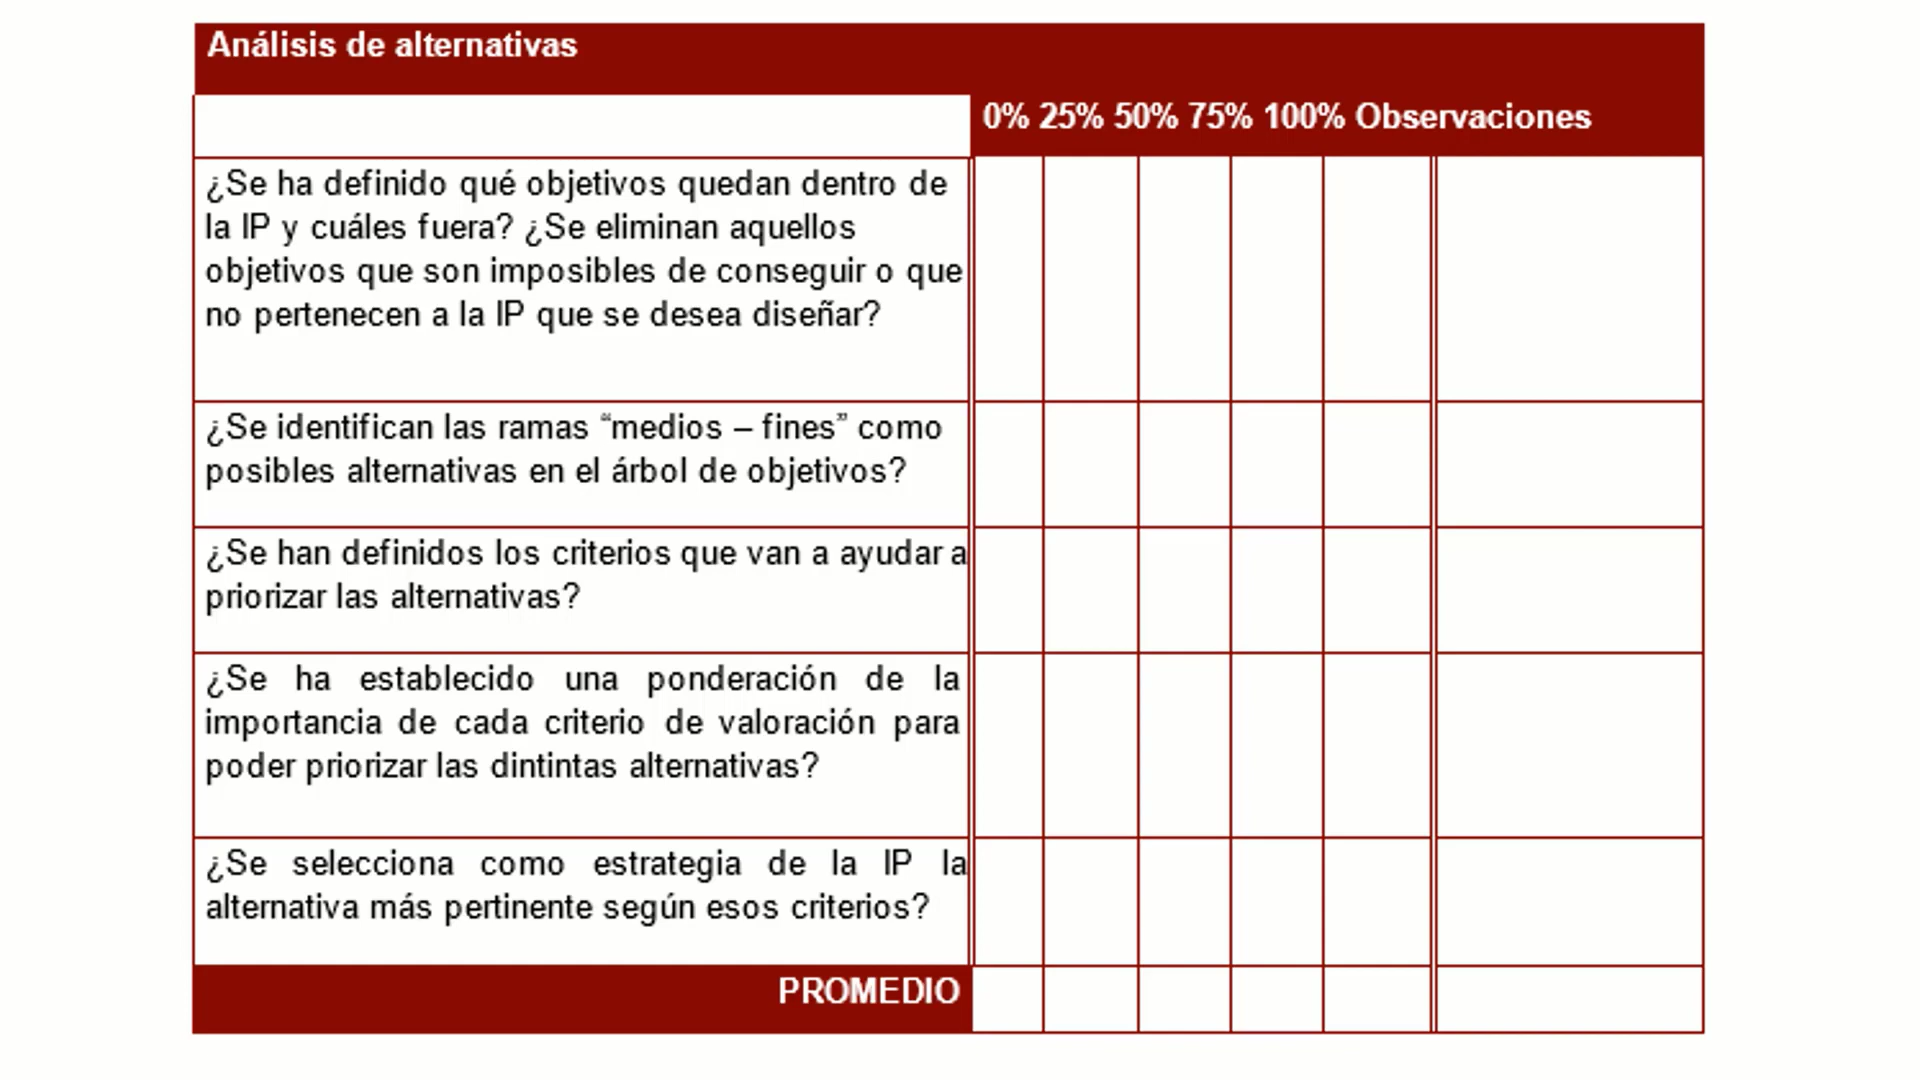 Análisis de alternativas
0% 25% 50% 75% 100% Observaciones
¿Se ha definido qué objetivos quedan dentro de
la IP y cuáles fuera? ¿Se eliminan aquellos
objetivos que son imposibles de conseguir o que
no pertenecen a la IP que se desea diseñar?
¿Se identifican las ramas “medios – fines” como
posibles alternativas en el árbol de objetivos?
¿Se han definidos los criterios que van a ayudar a
priorizar las alternativas?
¿Se ha establecido una ponderación de la
importancia de cada criterio de valoración para
poder priorizar las dintintas alternativas?
¿Se selecciona como estrategia de la IP la
alternativa más pertinente según esos criterios?
PROMEDIO